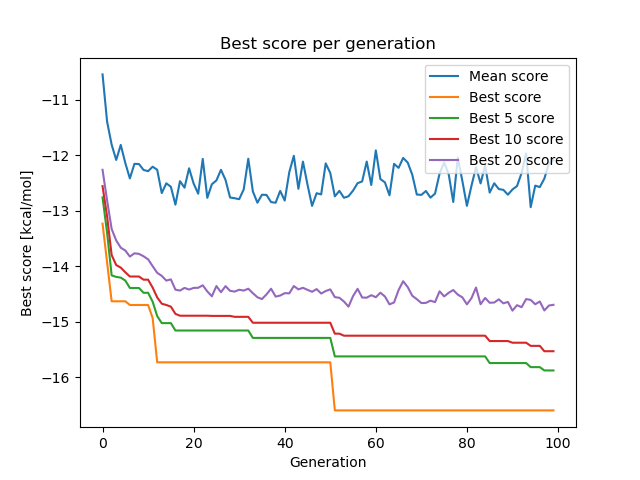 Best score per generation
Mean score
Best score
Best 5 score
Best 10 score
Best 20 score
Best score [kcal/mol]
−11
−12
−13
−14
−15
−16
0 20 40 60 80 100
Generation